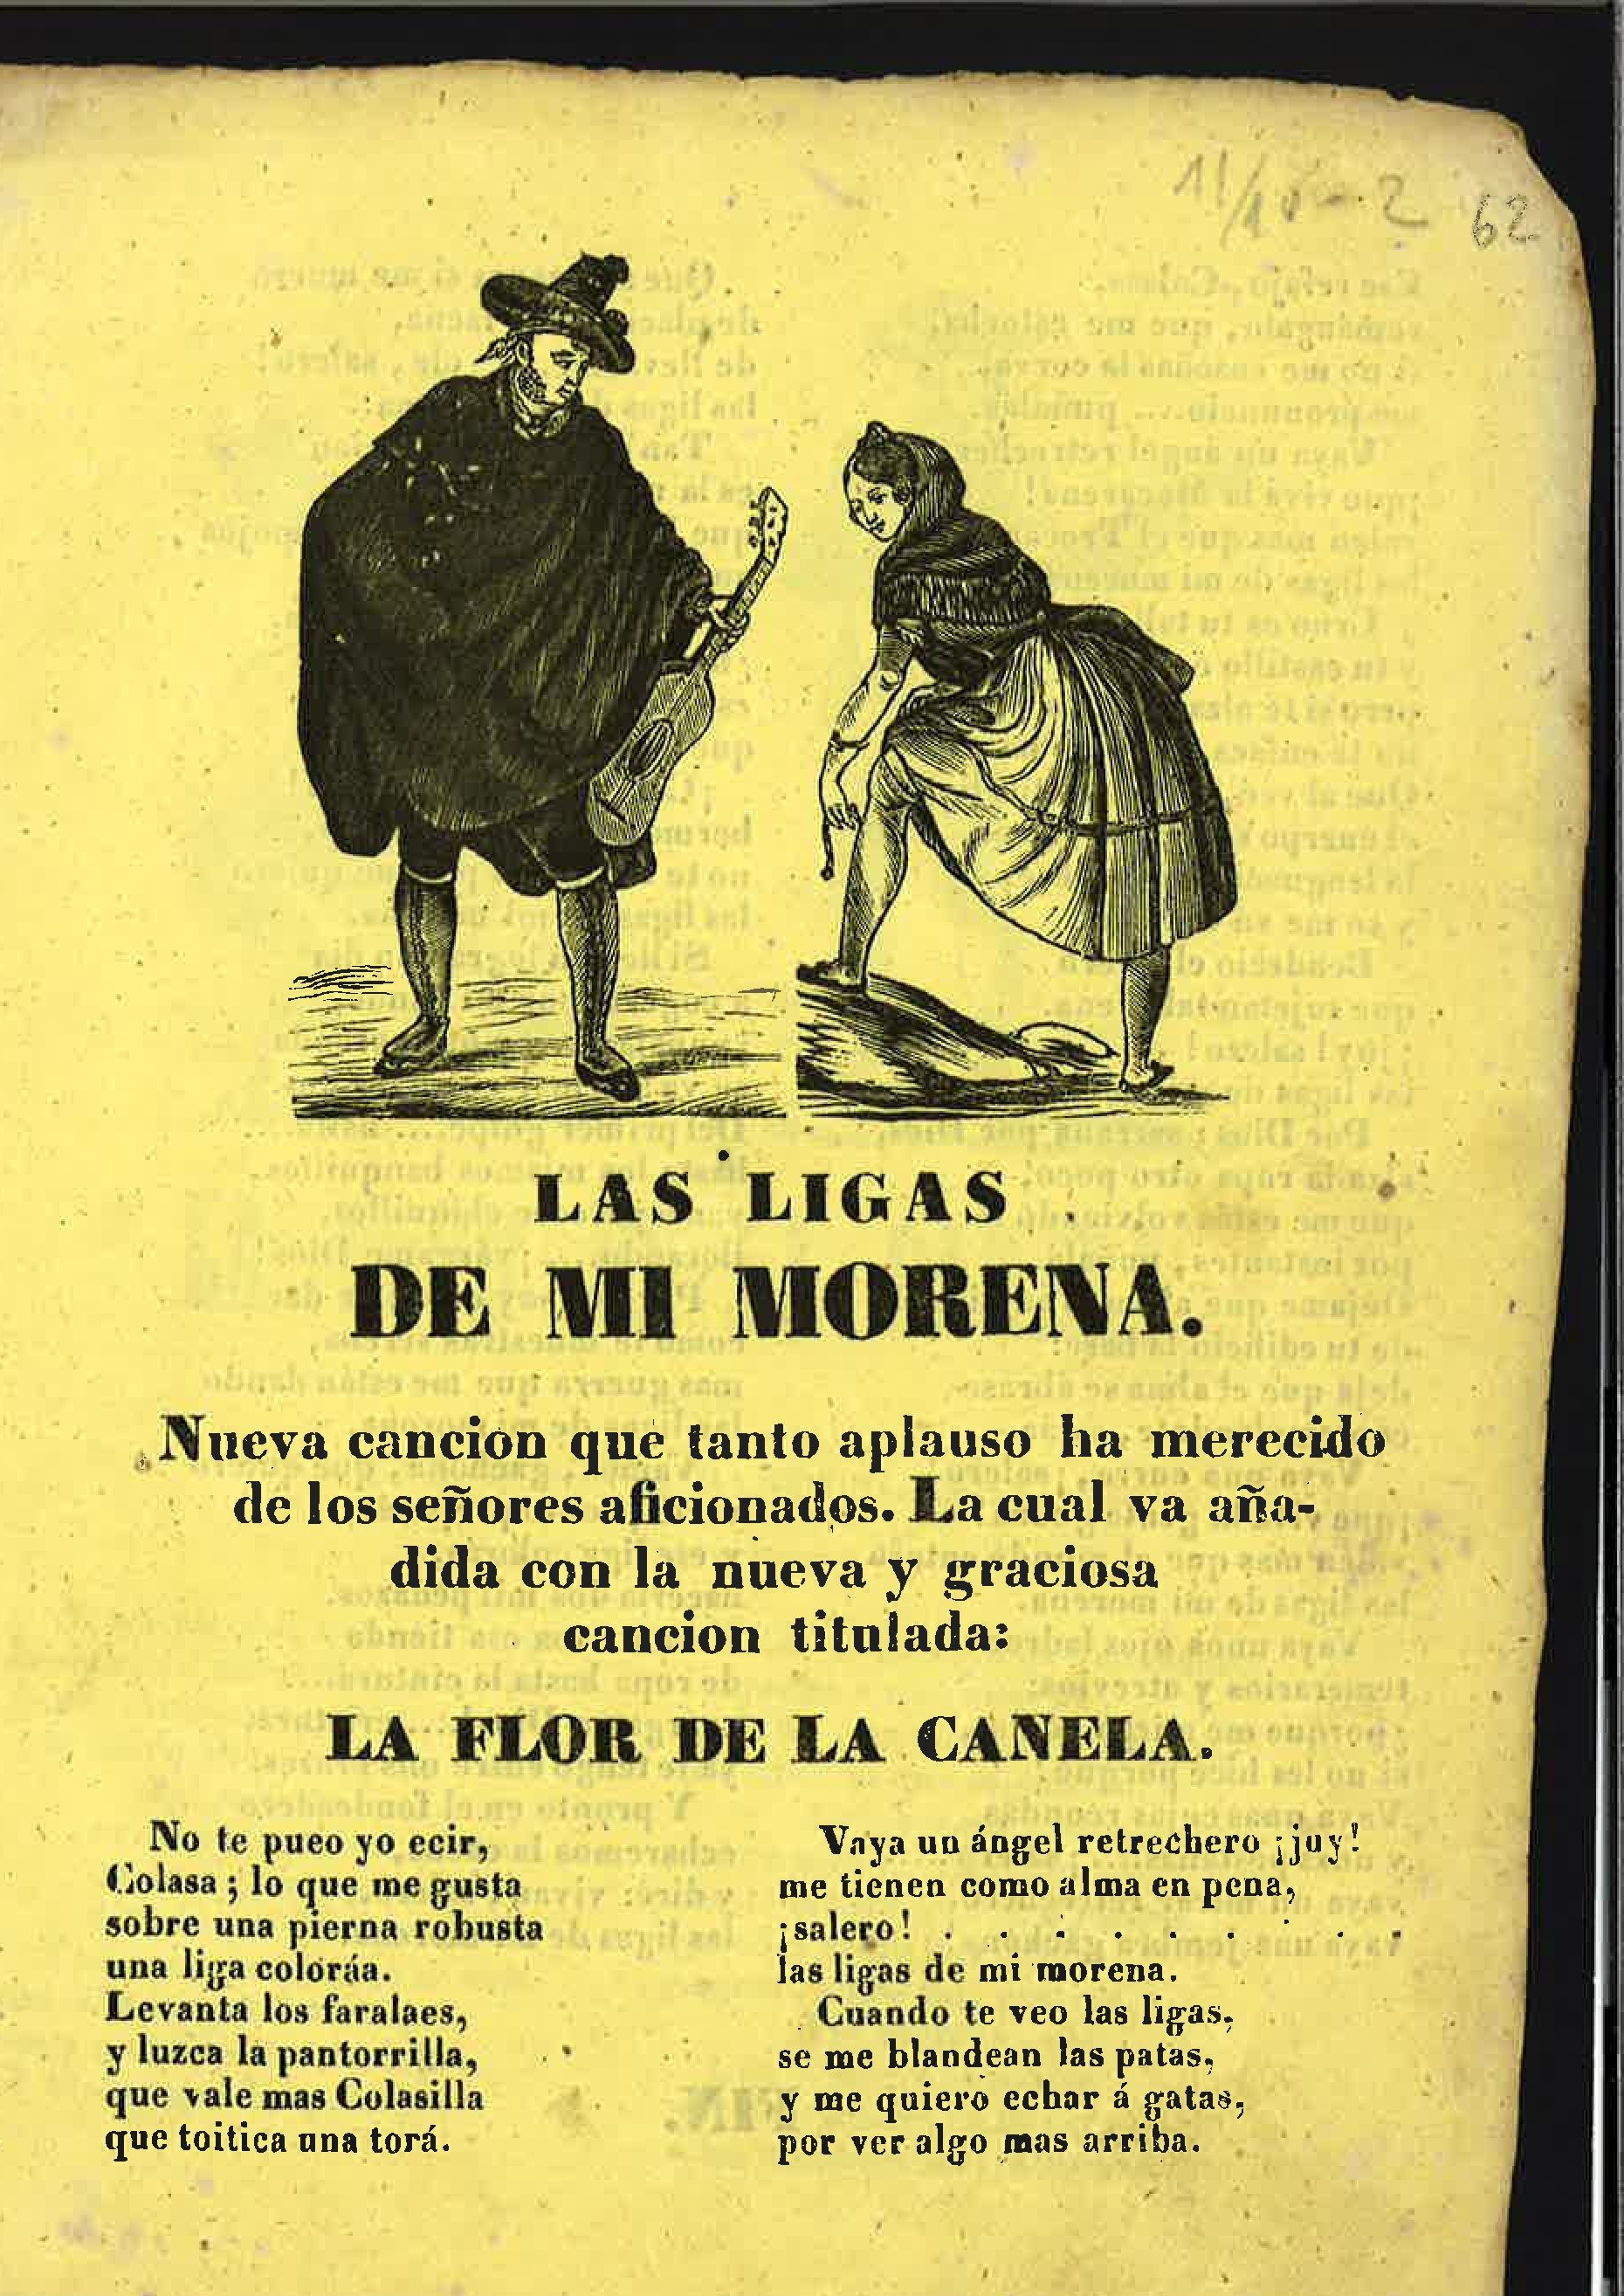 62
LAS LIGAS
DE MI MORENA.
Nueva cancion que tanto aplauso ha merecido
de los señores aficionados. La cual va aña-
dida con la nueva y graciosa
cancion titulada:
LA FLOR DE LA CANELA.
No te pueo yo ecir,
Colasa; lo que me gusta
sobre una pierna robusta
una liga coloráa.
Levanta los faralaes,
y luzca la pantorrilla,
que vale mas Colasilla
que toitica una torá.
Vaya un ángel retrechero ¡juy!
me tienen como alma en pena,
¡salero! . . . . . . . .
las ligas de mi morena.
Cuando te veo las ligas,
se me blandean las patas,
y me quiero echar á gatas,
por ver algo mas arriba.